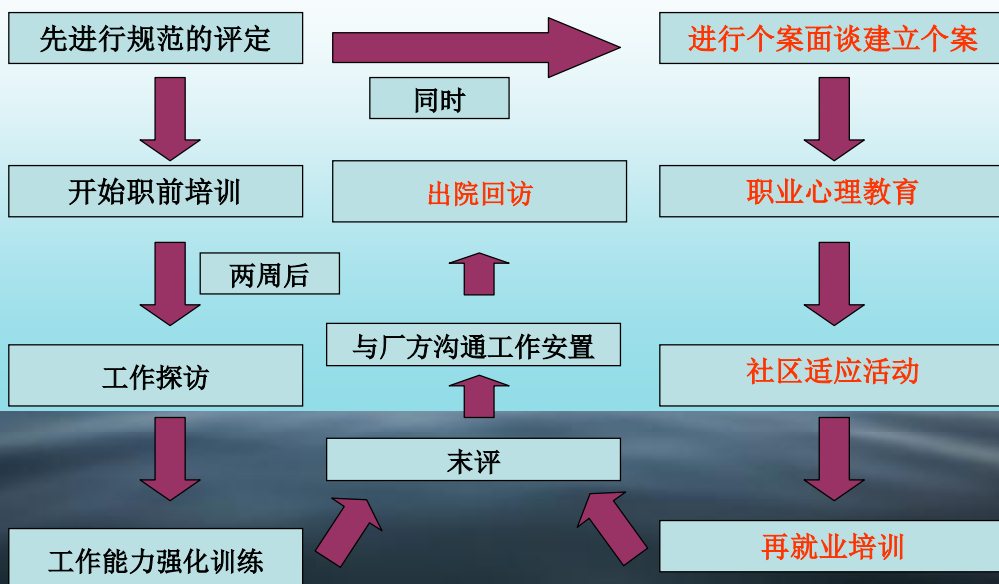 先进行规范的评定
进行个案面谈建立个案
同时
开始职前培训
出院回访
职业心理教育
两周后
与厂方沟通工作安置
工作探访
社区适应活动
末评
工作能力强化训练
再就业培训